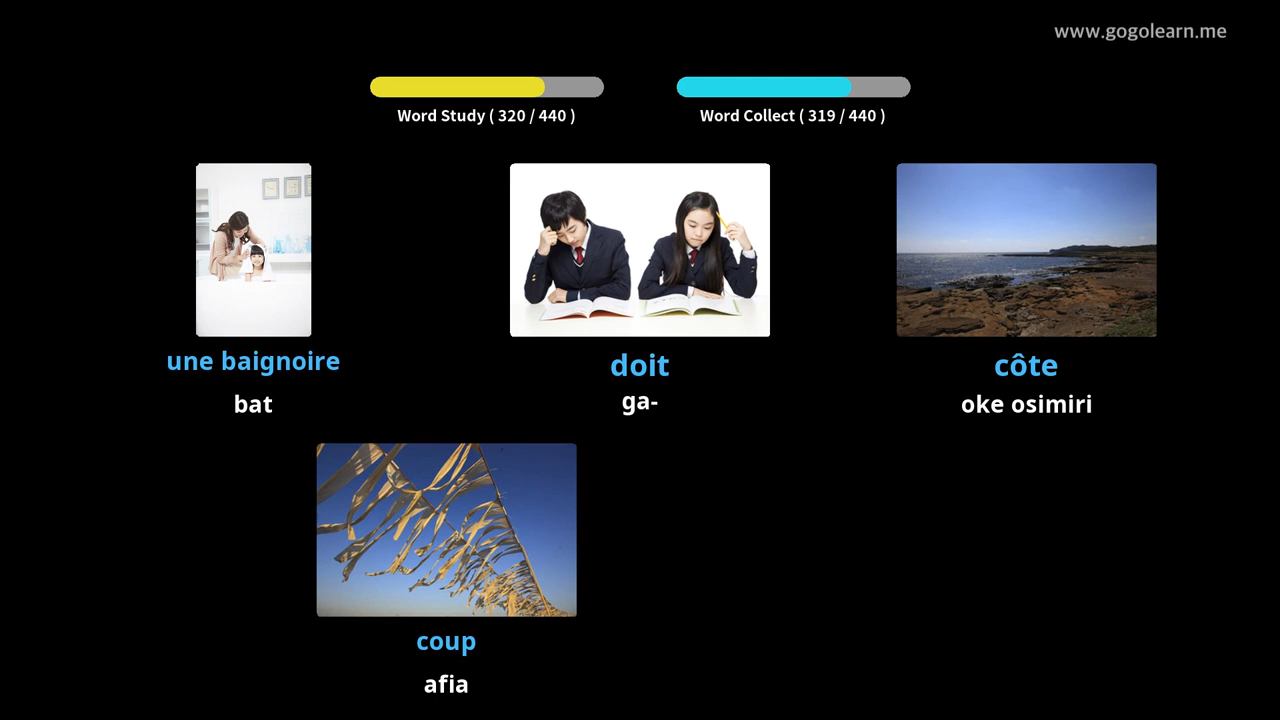 www.gogolearn.me
Word Study ( 320 / 440 )
Word Collect ( 319 / 440 )
une baignoire
bat
doit
ga-
côte
oke osimiri
coup
afia